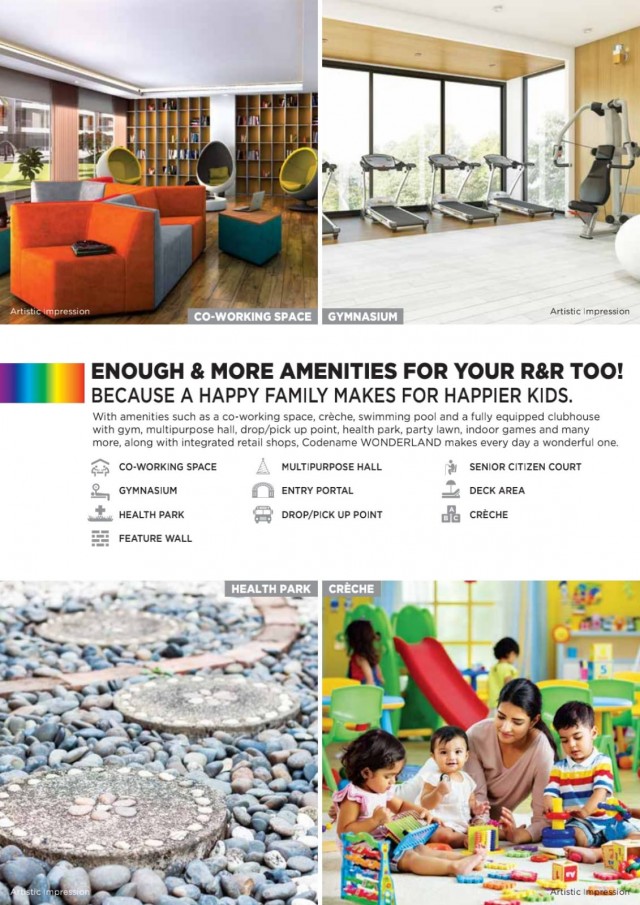 Artistic Impression
CO-WORKING SPACE
GYMNASIUM
Artistic Impression
ENOUGH & MORE AMENITIES FOR YOUR R&R TOO!
BECAUSE A HAPPY FAMILY MAKES FOR HAPPIER KIDS.
With amenities such as a co-working space, crèche, swimming pool and a fully equipped clubhouse
with gym, multipurpose hall, drop/pick up point, health park, party lawn, indoor games and many
more, along with integrated retail shops, Codename WONDERLAND makes every day a wonderful one.
CO-WORKING SPACE
MULTIPURPOSE HALL
SENIOR CITIZEN COURT
GYMNASIUM
ENTRY PORTAL
DECK AREA
HEALTH PARK
DROP/PICK UP POINT
A
B C
CRÈCHE
FEATURE WALL
HEALTH PARK
CRÈCHE
Artistic Impression
Artistic Impression